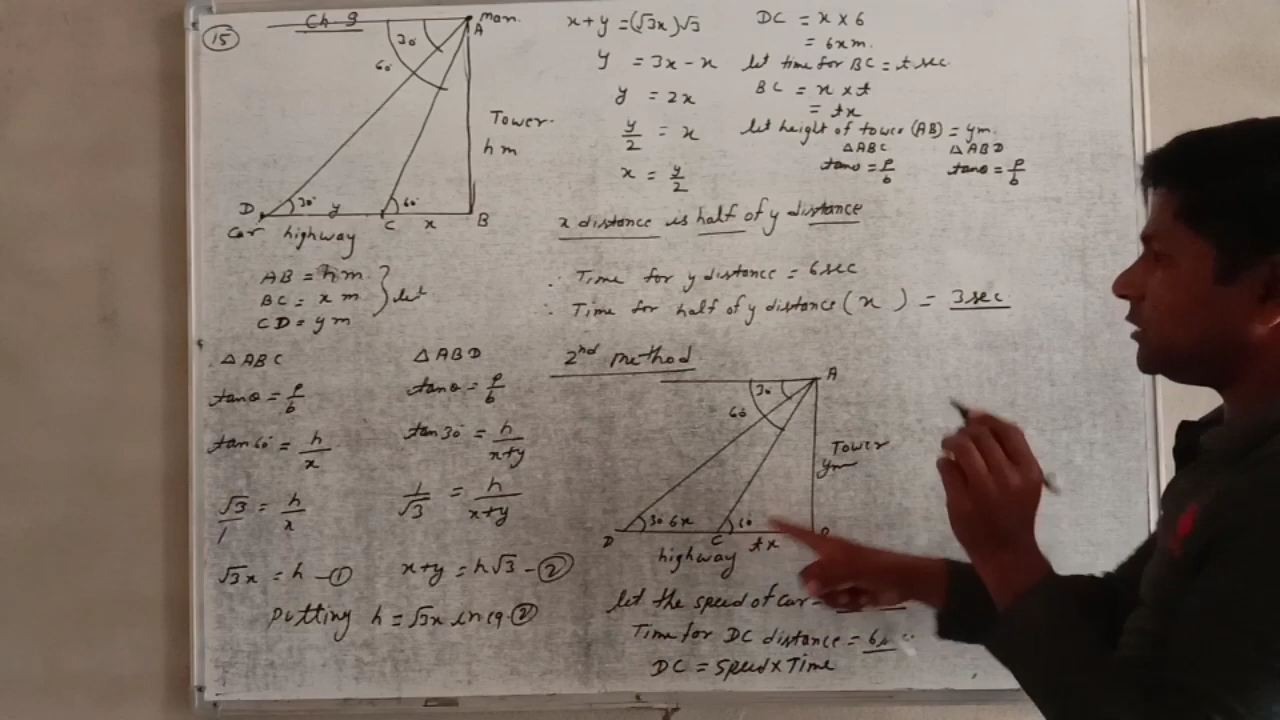 15
Ch 9
man.
A
30°
60°
Tower
h m
D 30° y C 60° x B
Car highway
AB = h m
BC = x m } let
CD = y m
△ABC △ABD
tanθ = p/b tanθ = p/b
tan60° = h/x tan30° = h/x+y
√3/1 = h/x 1/√3 = h/x+y
√3x = h –① x+y = h√3 –②
Putting h = √3x in eq. ②
x+y = (√3x)√3
y = 3x – x
y = 2x
y/2 = x
x = y/2
DC = x × 6
= 6x m.
let time for BC = t sec.
BC = x × t
= tx
let height of tower (AB) = y m
△ABC △ABD
tanθ = p/b tanθ = p/b
x distance is half of y distance
∴ Time for y distance = 6 sec
∴ Time for half of y distance (x) = 3 sec
2nd method
A
30°
60°
Tower
ym
D 30° 6x C 60° tx
highway
let the speed of car =
Time for DC distance = 6
DC = Speed × Time